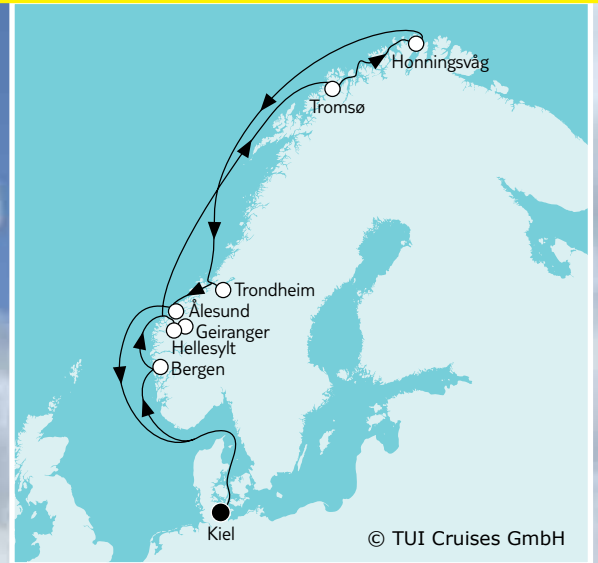 Honningsvåg
Tromsø
Trondheim
Ålesund
Geiranger
Hellesylt
Bergen
Kiel
© TUI Cruises GmbH